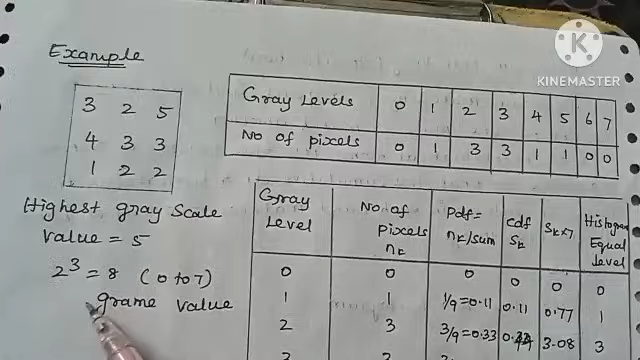 Example
3 2 5
4 3 3
1 2 2
Highest gray scale
value = 5
2³ = 8 (0 to 7)
grame value
Gray Levels 0 1 2 3 4 5 6 7
No of pixels 0 1 3 3 1 1 0 0
Gray Level No. of pixels nk Pdf = nk/sum cdf Sk Sk×7 Histogram Equal level
0 0 0 0 0 0
1 1 1/9=0.11 0.11 0.77 1
2 3 3/9=0.33 3.08 3
K
KINEMASTER